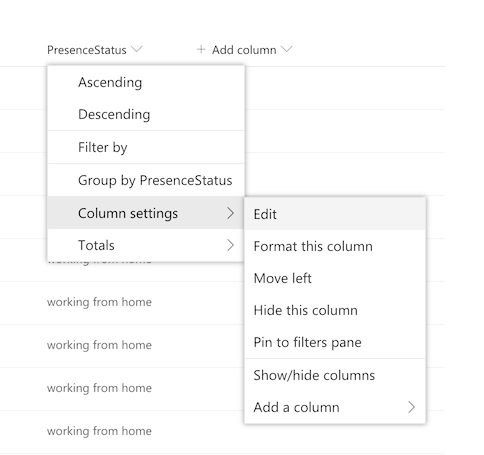 PresenceStatus
+ Add column
Ascending
Descending
Filter by
Group by PresenceStatus
Column settings
Edit
Totals
Format this column
Move left
working from home
Hide this column
working from home
Pin to filters pane
Show/hide columns
working from home
Add a column
working from home
working from home